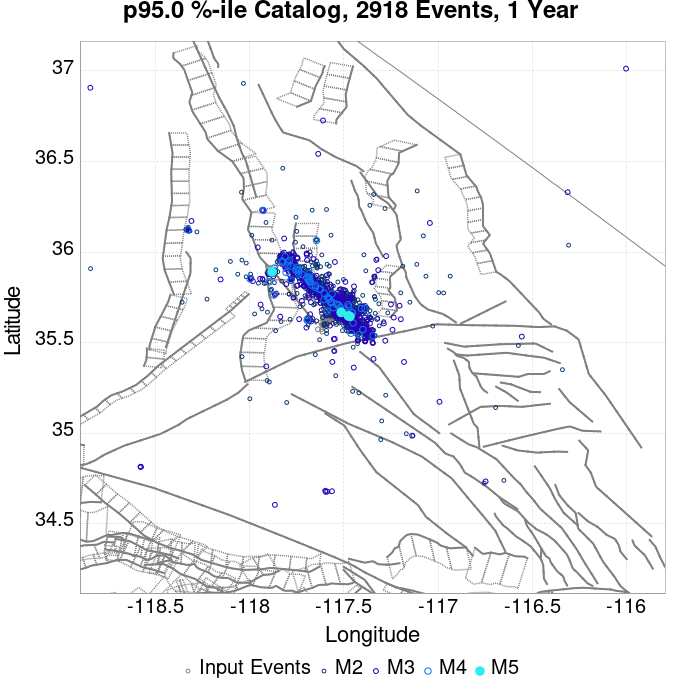 p95.0 %-ile Catalog, 2918 Events, 1 Year
37
36.5
36
35.5
35
34.5
Latitude
-118.5 -118 -117.5 -117 -116.5 -116
Longitude
Input Events M2 M3 M4 M5